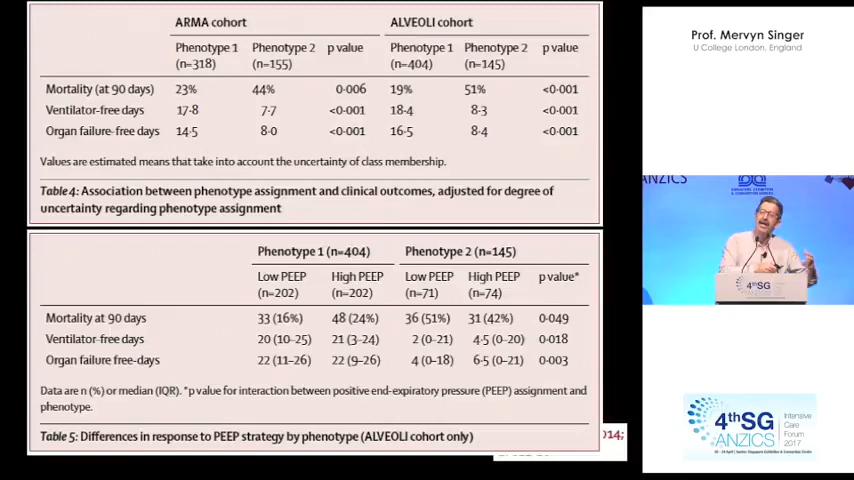 ARMA cohort ALVEOLI cohort
Phenotype 1 (n=318) Phenotype 2 (n=155) p value Phenotype 1 (n=404) Phenotype 2 (n=145) p value
Mortality (at 90 days) 23% 44% 0·006 19% 51% <0·001
Ventilator-free days 17·8 7·7 <0·001 18·4 8·3 <0·001
Organ failure-free days 14·5 8·0 <0·001 16·5 8·4 <0·001
Values are estimated means that take into account the uncertainty of class membership.
Table 4: Association between phenotype assignment and clinical outcomes, adjusted for degree of
uncertainty regarding phenotype assignment
Phenotype 1 (n=404) Phenotype 2 (n=145)
Low PEEP (n=202) High PEEP (n=202) Low PEEP (n=71) High PEEP (n=74) p value*
Mortality at 90 days 33 (16%) 48 (24%) 36 (51%) 31 (42%) 0·049
Ventilator-free days 20 (10–25) 21 (3–24) 2 (0–21) 4·5 (0–20) 0·018
Organ failure free-days 22 (11–26) 22 (9–26) 4 (0–18) 6·5 (0–21) 0·003
Data are n (%) or median (IQR). *p value for interaction between positive end-expiratory pressure (PEEP) assignment and
phenotype.
Table 5: Differences in response to PEEP strategy by phenotype (ALVEOLI cohort only)
014;
Prof. Mervyn Singer
U College London, England
ANZICS
4thSG
4thSG
ANZICS
Intensive
Care
Forum
2017